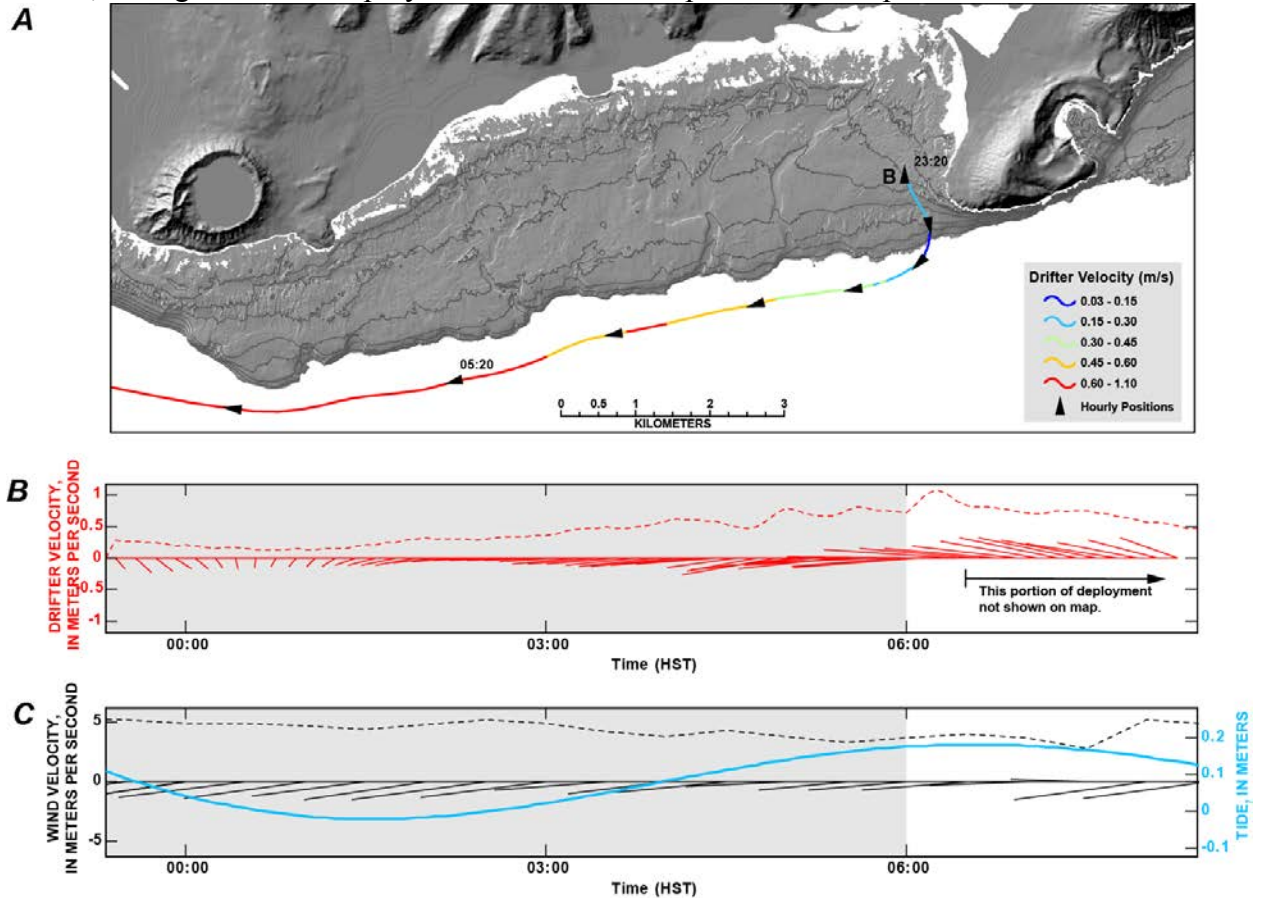 A
23:20
B
05:20
0 0.5 1 2 3
KILOMETERS
Drifter Velocity (m/s)
0.03 - 0.15
0.15 - 0.30
0.30 - 0.45
0.45 - 0.60
0.60 - 1.10
Hourly Positions
B
DRIFTER VELOCITY,
IN METERS PER SECOND
1
0.5
0
-0.5
-1
This portion of deployment
not shown on map.
00:00 03:00 06:00
Time (HST)
C
WIND VELOCITY,
IN METERS PER SECOND
5
0
-5
0.2
0.1
0
-0.1
TIDE, IN METERS
00:00 03:00 06:00
Time (HST)